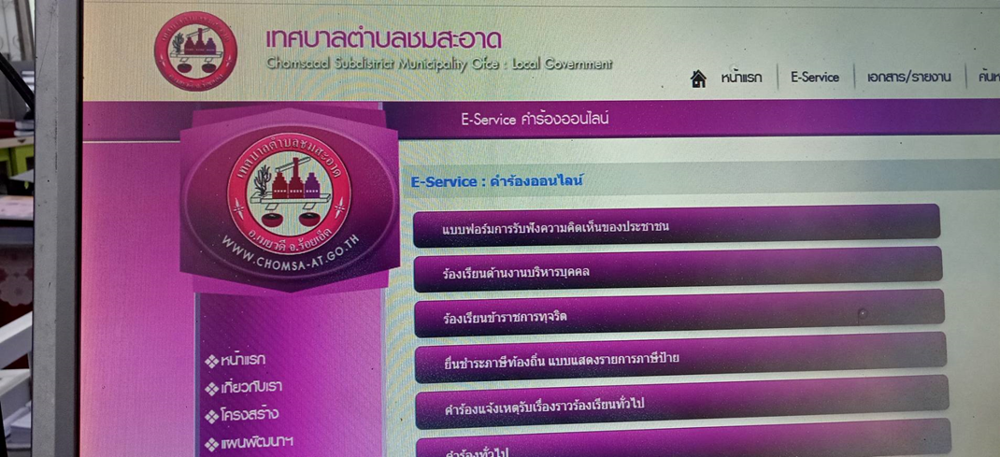 เทศบาลตำบลชมสะอาด
Chomsaad Subdistrict Municipality Ofce : Local Government
หน้าแรก
E-Service
เอกสาร/รายงาน
ค้นห
E-Service คำร้องออนไลน์
เทศบาลตำบลชมสะอาด
อ.เมยวดี จ.ร้อยเอ็ด
WWW.CHOMSA-AT.GO.TH
E-Service : คำร้องออนไลน์
แบบฟอร์มการรับฟังความคิดเห็นของประชาชน
ร้องเรียนด้านงานบริหารบุคคล
ร้องเรียนข้าราชการทุจริต
ยื่นชำระภาษีท้องถิ่น แบบแสดงรายการภาษีป้าย
คำร้องแจ้งเหตุรับเรื่องราวร้องเรียนทั่วไป
คำร้องทั่วไป
หน้าแรก
เกี่ยวกับเรา
โครงสร้าง
แผนพัฒนาฯ